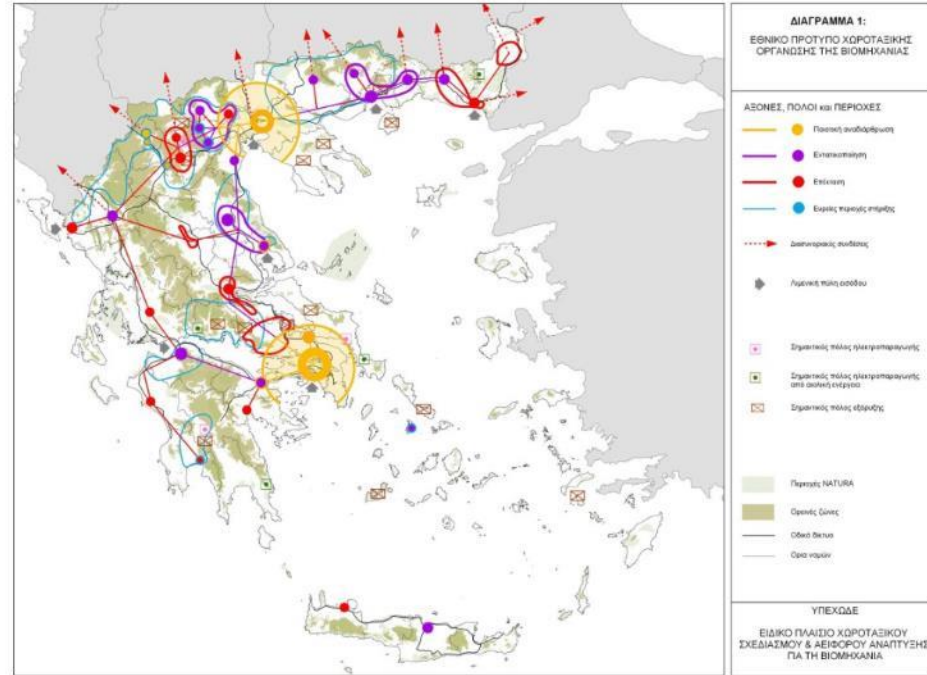 ΔΙΑΓΡΑΜΜΑ 1:
ΕΘΝΙΚΟ ΠΡΟΤΥΠΟ ΧΩΡΟΤΑΞΙΚΗΣ
ΟΡΓΑΝΩΣΗΣ ΤΗΣ ΒΙΟΜΗΧΑΝΙΑΣ
ΑΞΟΝΕΣ, ΠΟΛΟΙ και ΠΕΡΙΟΧΕΣ
Ποιοτική αναδιάρθρωση
Εντατικοποίηση
Επέκταση
Ευρείες περιοχές στήριξης
Διασυνοριακές συνδέσεις
Λιμενική πύλη εισόδου
Σημαντικός πόλος ηλεκτροπαραγωγής
Σημαντικός πόλος ηλεκτροπαραγωγής
από αιολική ενέργεια
Σημαντικός πόλος εξόρυξης
Περιοχές NATURA
Ορεινές ζώνες
Οδικό δίκτυο
Όρια νομών
ΥΠΕΧΩΔΕ
ΕΙΔΙΚΟ ΠΛΑΙΣΙΟ ΧΩΡΟΤΑΞΙΚΟΥ
ΣΧΕΔΙΑΣΜΟΥ & ΑΕΙΦΟΡΟΥ ΑΝΑΠΤΥΞΗΣ
ΓΙΑ ΤΗ ΒΙΟΜΗΧΑΝΙΑ